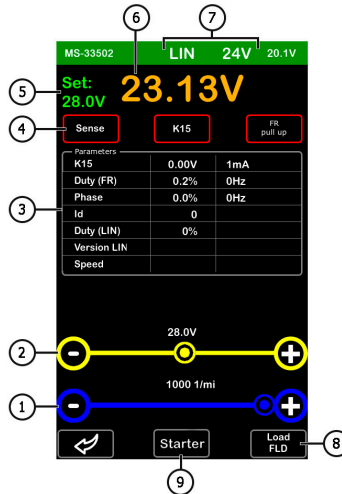 6 7
MS-33502 LIN 24V 20.1V
5 Set: 28.0V 23.13V
4 Sense K15 FR pull up
Parameters
3 K15 0.00V 1mA
Duty (FR) 0.2% 0Hz
Phase 0.0% 0Hz
Id 0
Duty (LIN) 0%
Version LIN
Speed
28.0V
2 - +
1000 1/mi
1 - +
Starter Load FLD 8
9